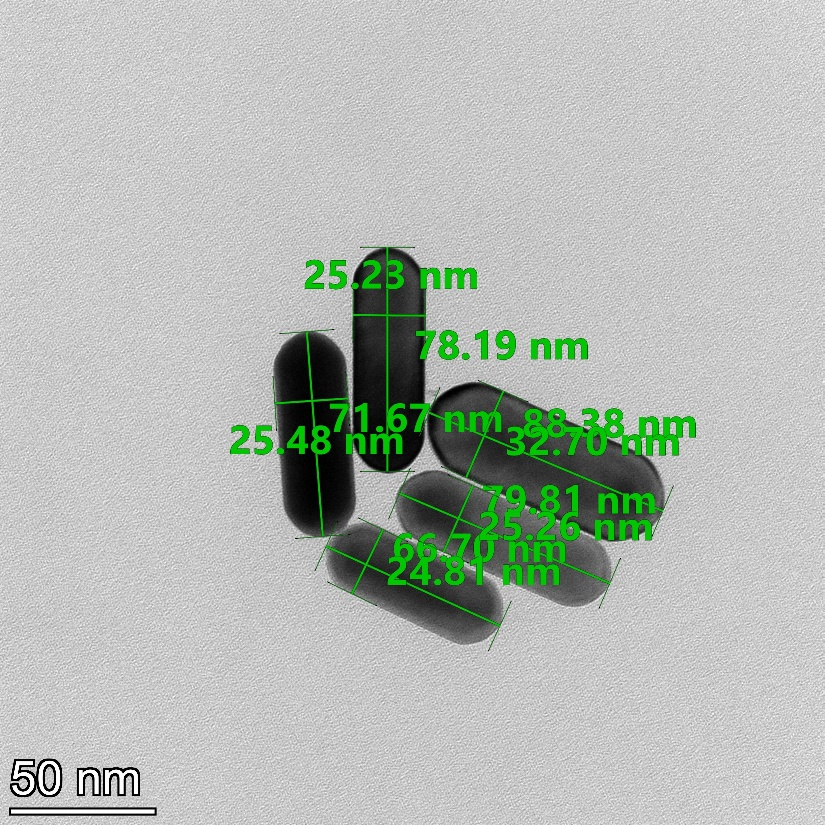 25.23 nm
78.19 nm
71.67 nm
88.38 nm
25.48 nm
32.70 nm
79.81 nm
25.26 nm
66.70 nm
24.81 nm
50 nm